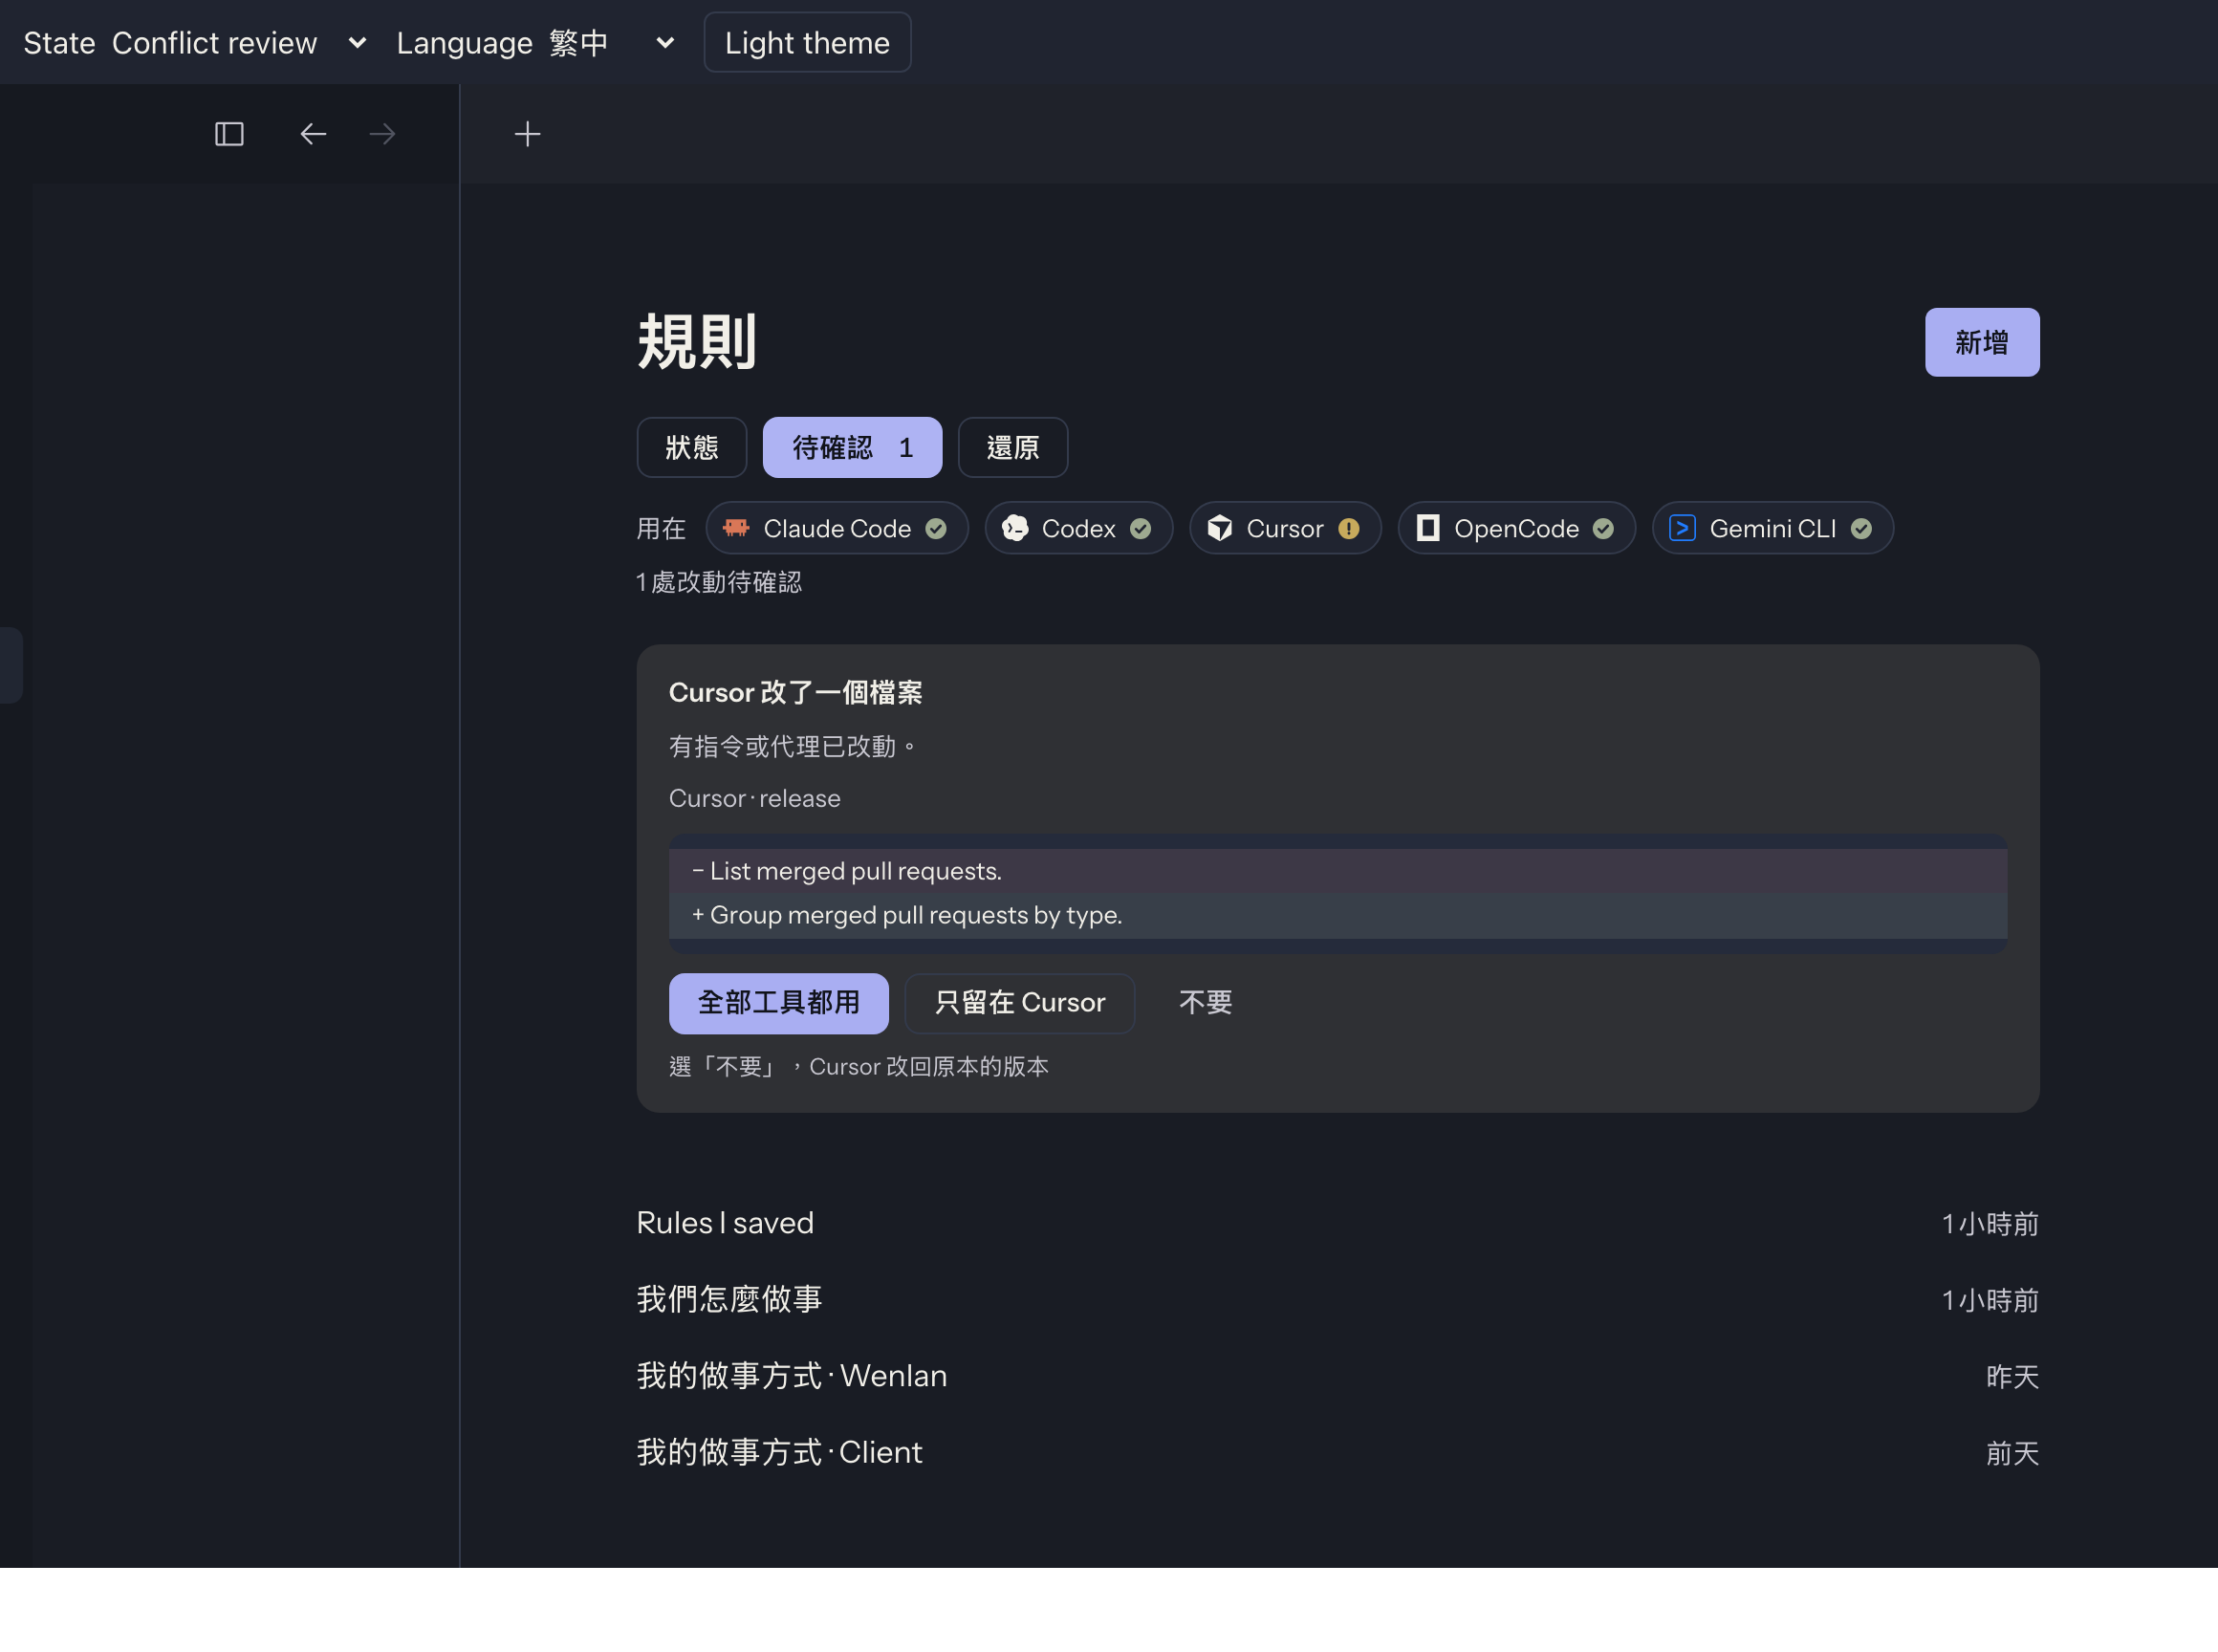 State Conflict review Language 繁中 Light theme
規則 新增
狀態 待確認 1 還原
用在 Claude Code Codex Cursor OpenCode Gemini CLI
1 處改動待確認
Cursor 改了一個檔案
有指令或代理已改動。
Cursor · release
− List merged pull requests.
+ Group merged pull requests by type.
全部工具都用 只留在 Cursor 不要
選「不要」，Cursor 改回原本的版本
Rules I saved 1 小時前
我們怎麼做事 1 小時前
我的做事方式 · Wenlan 昨天
我的做事方式 · Client 前天